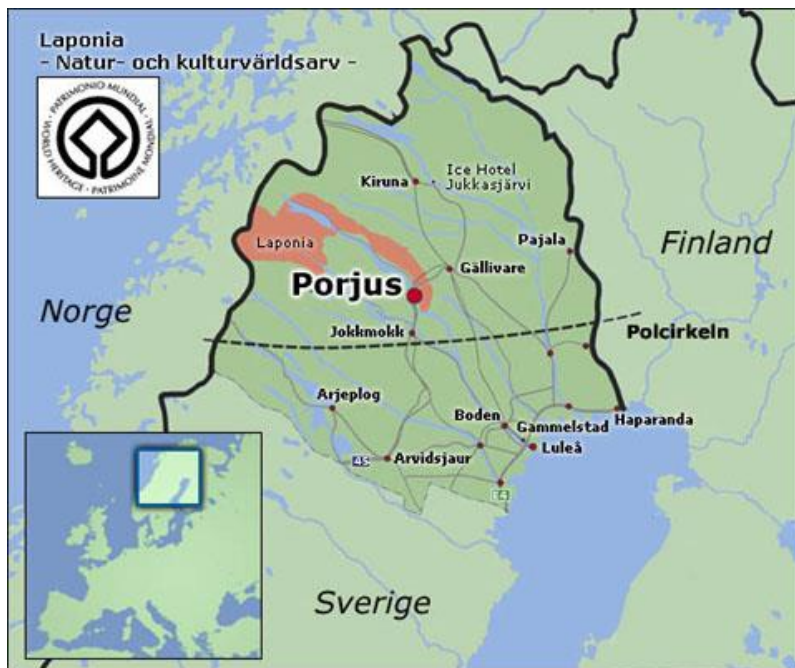 Laponia
- Natur- och kulturvärldsarv -
WORLD HERITAGE • PATRIMOINE MONDIAL • PATRIMONIO MUNDIAL •
Ice Hotel
Jukkasjärvi
Kiruna
Pajala
Finland
Laponia
Gällivare
Porjus
Norge
Jokkmokk
Polcirkeln
Arjeplog
Boden
Gammelstad
Haparanda
Luleå
45
Arvidsjaur
E4
Sverige